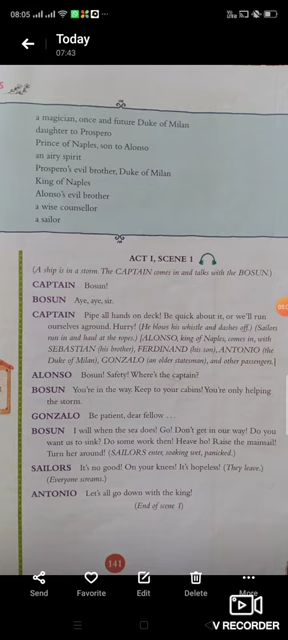 08:05
Today
07:43
a magician, once and future Duke of Milan
daughter to Prospero
Prince of Naples, son to Alonso
an airy spirit
Prospero's evil brother, Duke of Milan
King of Naples
Alonso's evil brother
a wise counsellor
a sailor
ACT I, SCENE 1
(A ship is in a storm. The CAPTAIN comes in and talks with the BOSUN.)
CAPTAIN Bosun!
BOSUN Aye, aye, sir.
CAPTAIN Pipe all hands on deck! Be quick about it, or we'll run
ourselves aground. Hurry! (He blows his whistle and dashes off.) (Sailors
run in and haul at the ropes.) [ALONSO, king of Naples, comes in, with
SEBASTIAN (his brother), FERDINAND (his son), ANTONIO (the
Duke of Milan), GONZALO (an older statesman), and other passengers.]
ALONSO Bosun! Safety! Where's the captain?
BOSUN You're in the way. Keep to your cabins! You're only helping
the storm.
GONZALO Be patient, dear fellow . . .
BOSUN I will when the sea does! Go! Don't get in our way! Do you
want us to sink? Do some work then! Heave ho! Raise the mainsail!
Turn her around! (SAILORS enter, soaking wet, panicked.)
SAILORS It's no good! On your knees! It's hopeless! (They leave.)
(Everyone screams.)
ANTONIO Let's all go down with the king!
(End of scene 1)
141
Send Favorite Edit Delete More
V RECORDER